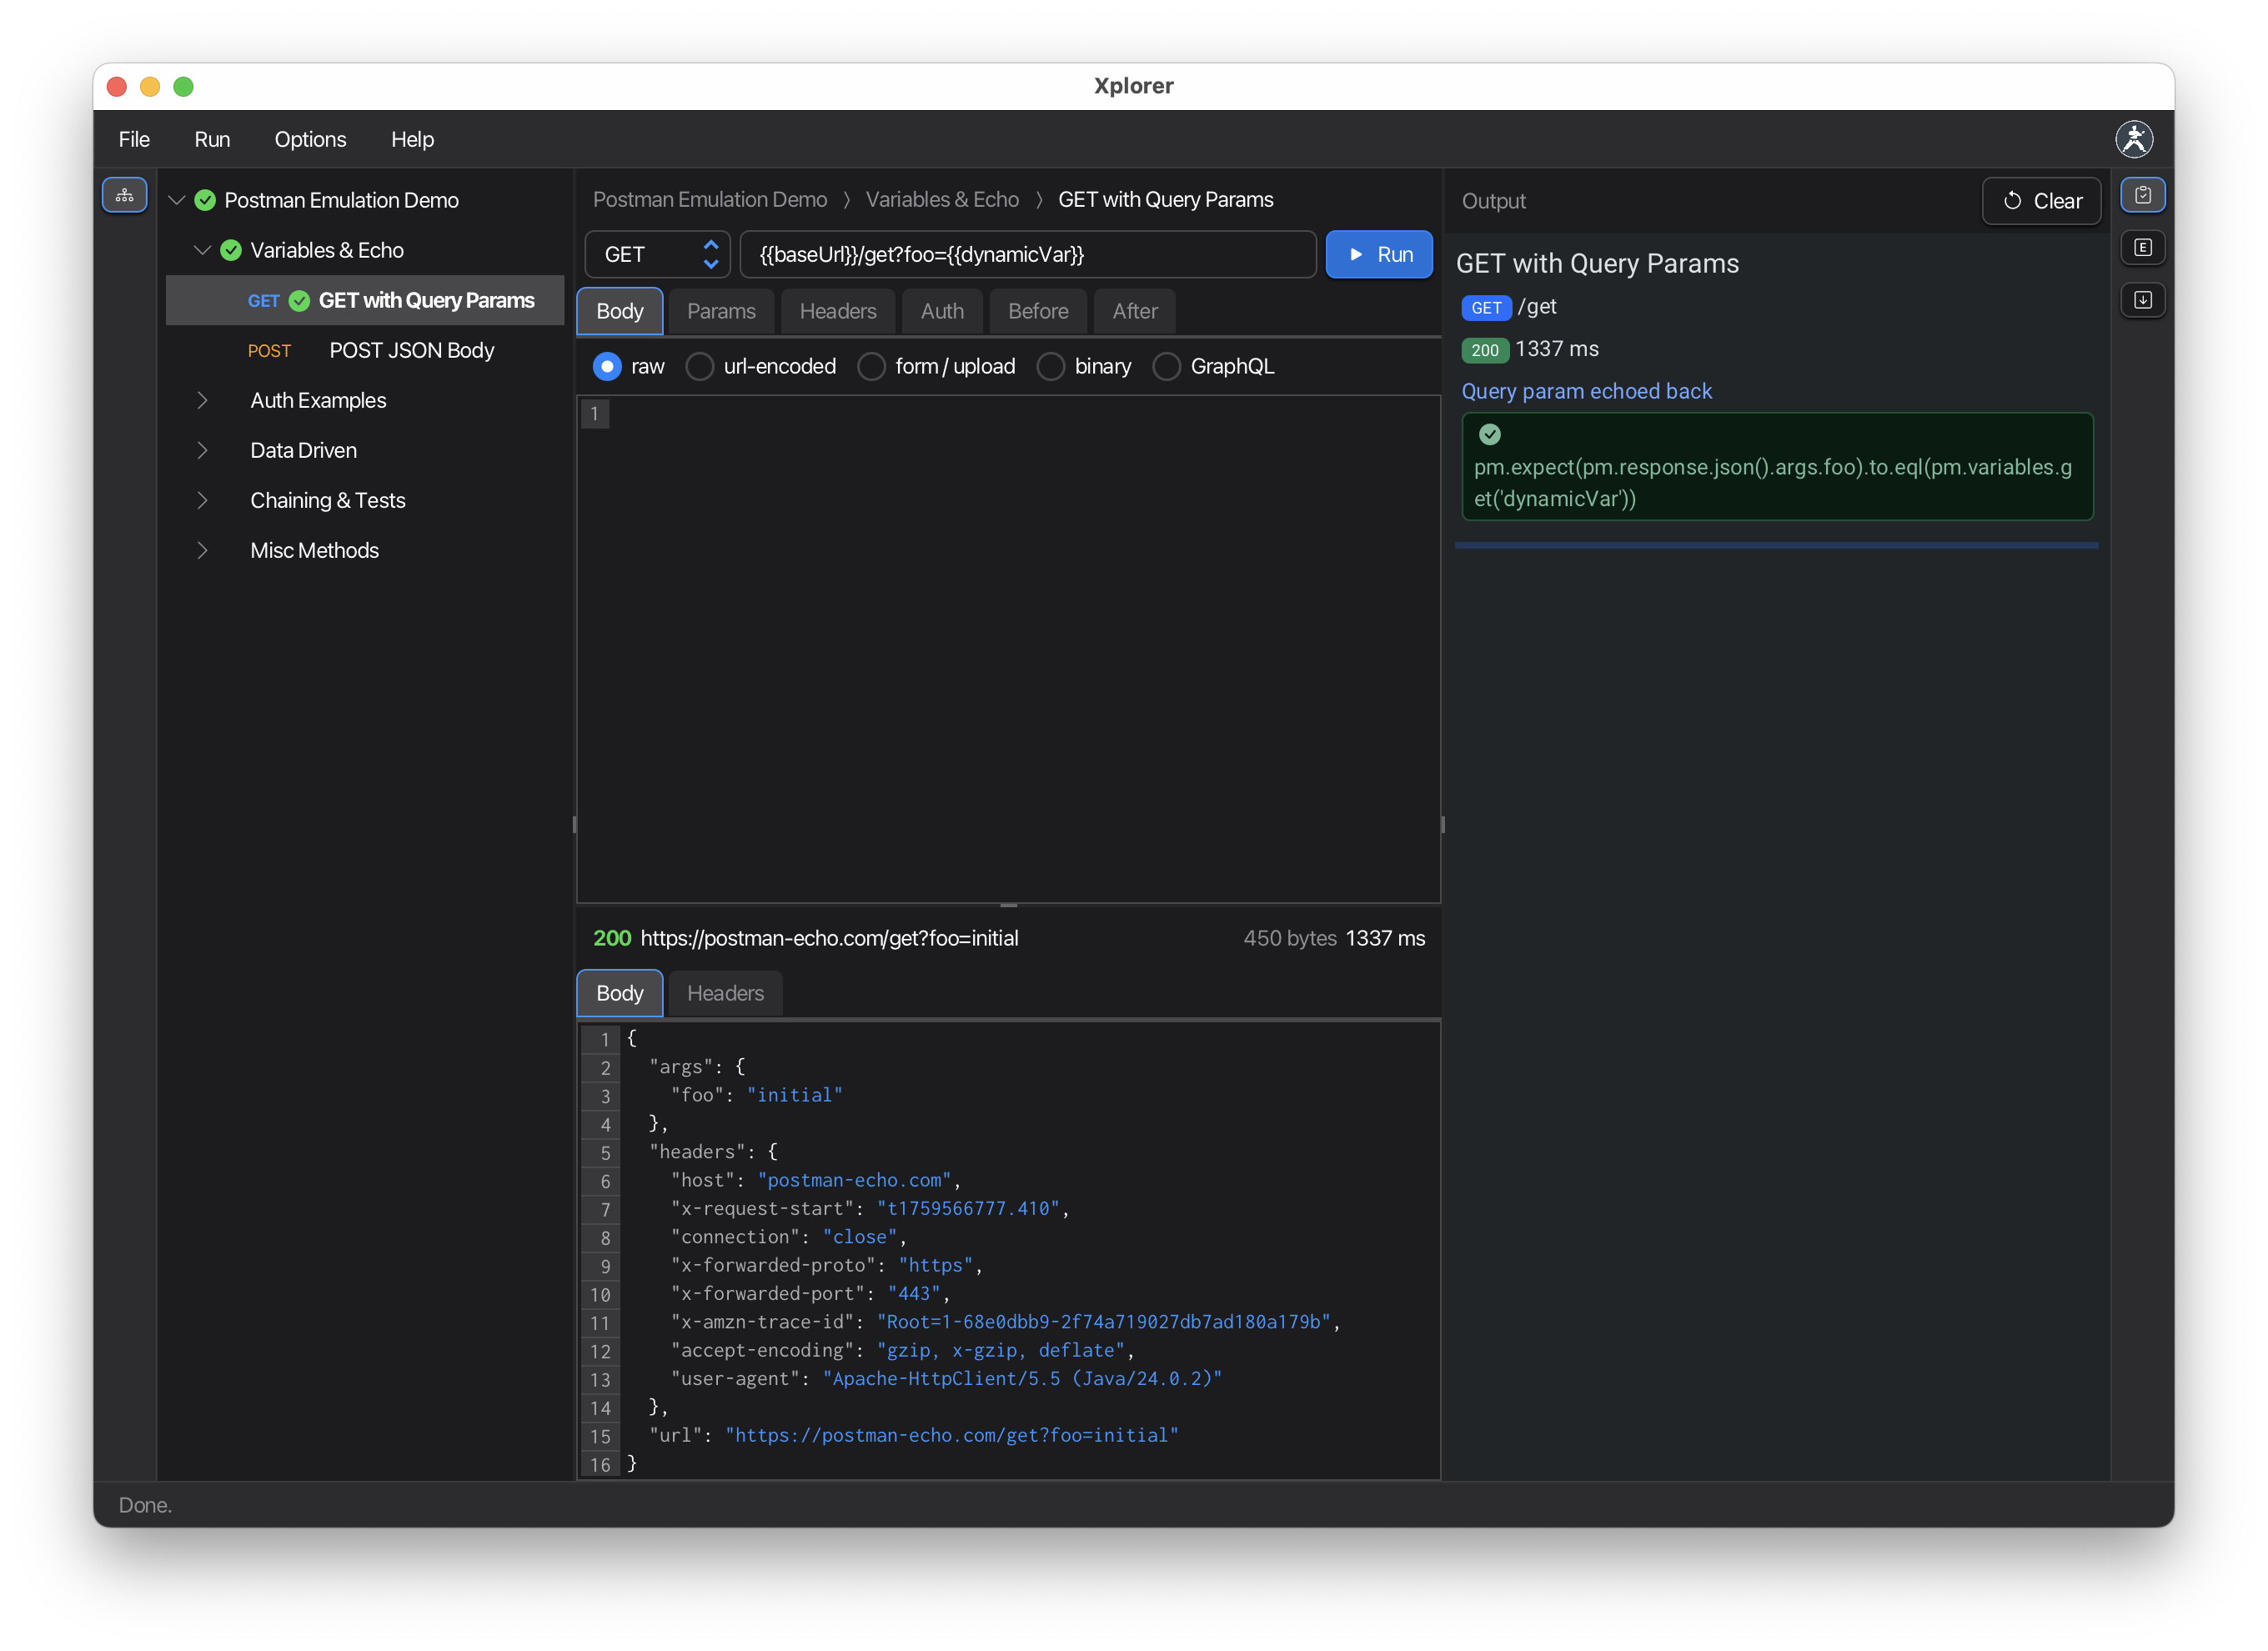 Xplorer
File Run Options Help
Postman Emulation Demo
Variables & Echo
GET GET with Query Params
POST POST JSON Body
Auth Examples
Data Driven
Chaining & Tests
Misc Methods
Postman Emulation Demo 〉 Variables & Echo 〉 GET with Query Params
GET {{baseUrl}}/get?foo={{dynamicVar}} Run
Body Params Headers Auth Before After
raw url-encoded form / upload binary GraphQL
1
200 https://postman-echo.com/get?foo=initial 450 bytes 1337 ms
Body Headers
1 {
2 "args": {
3 "foo": "initial"
4 },
5 "headers": {
6 "host": "postman-echo.com",
7 "x-request-start": "t1759566777.410",
8 "connection": "close",
9 "x-forwarded-proto": "https",
10 "x-forwarded-port": "443",
11 "x-amzn-trace-id": "Root=1-68e0dbb9-2f74a719027db7ad180a179b",
12 "accept-encoding": "gzip, x-gzip, deflate",
13 "user-agent": "Apache-HttpClient/5.5 (Java/24.0.2)"
14 },
15 "url": "https://postman-echo.com/get?foo=initial"
16 }
Output Clear
GET with Query Params
GET /get
200 1337 ms
Query param echoed back
pm.expect(pm.response.json().args.foo).to.eql(pm.variables.g
et('dynamicVar'))
E
Done.